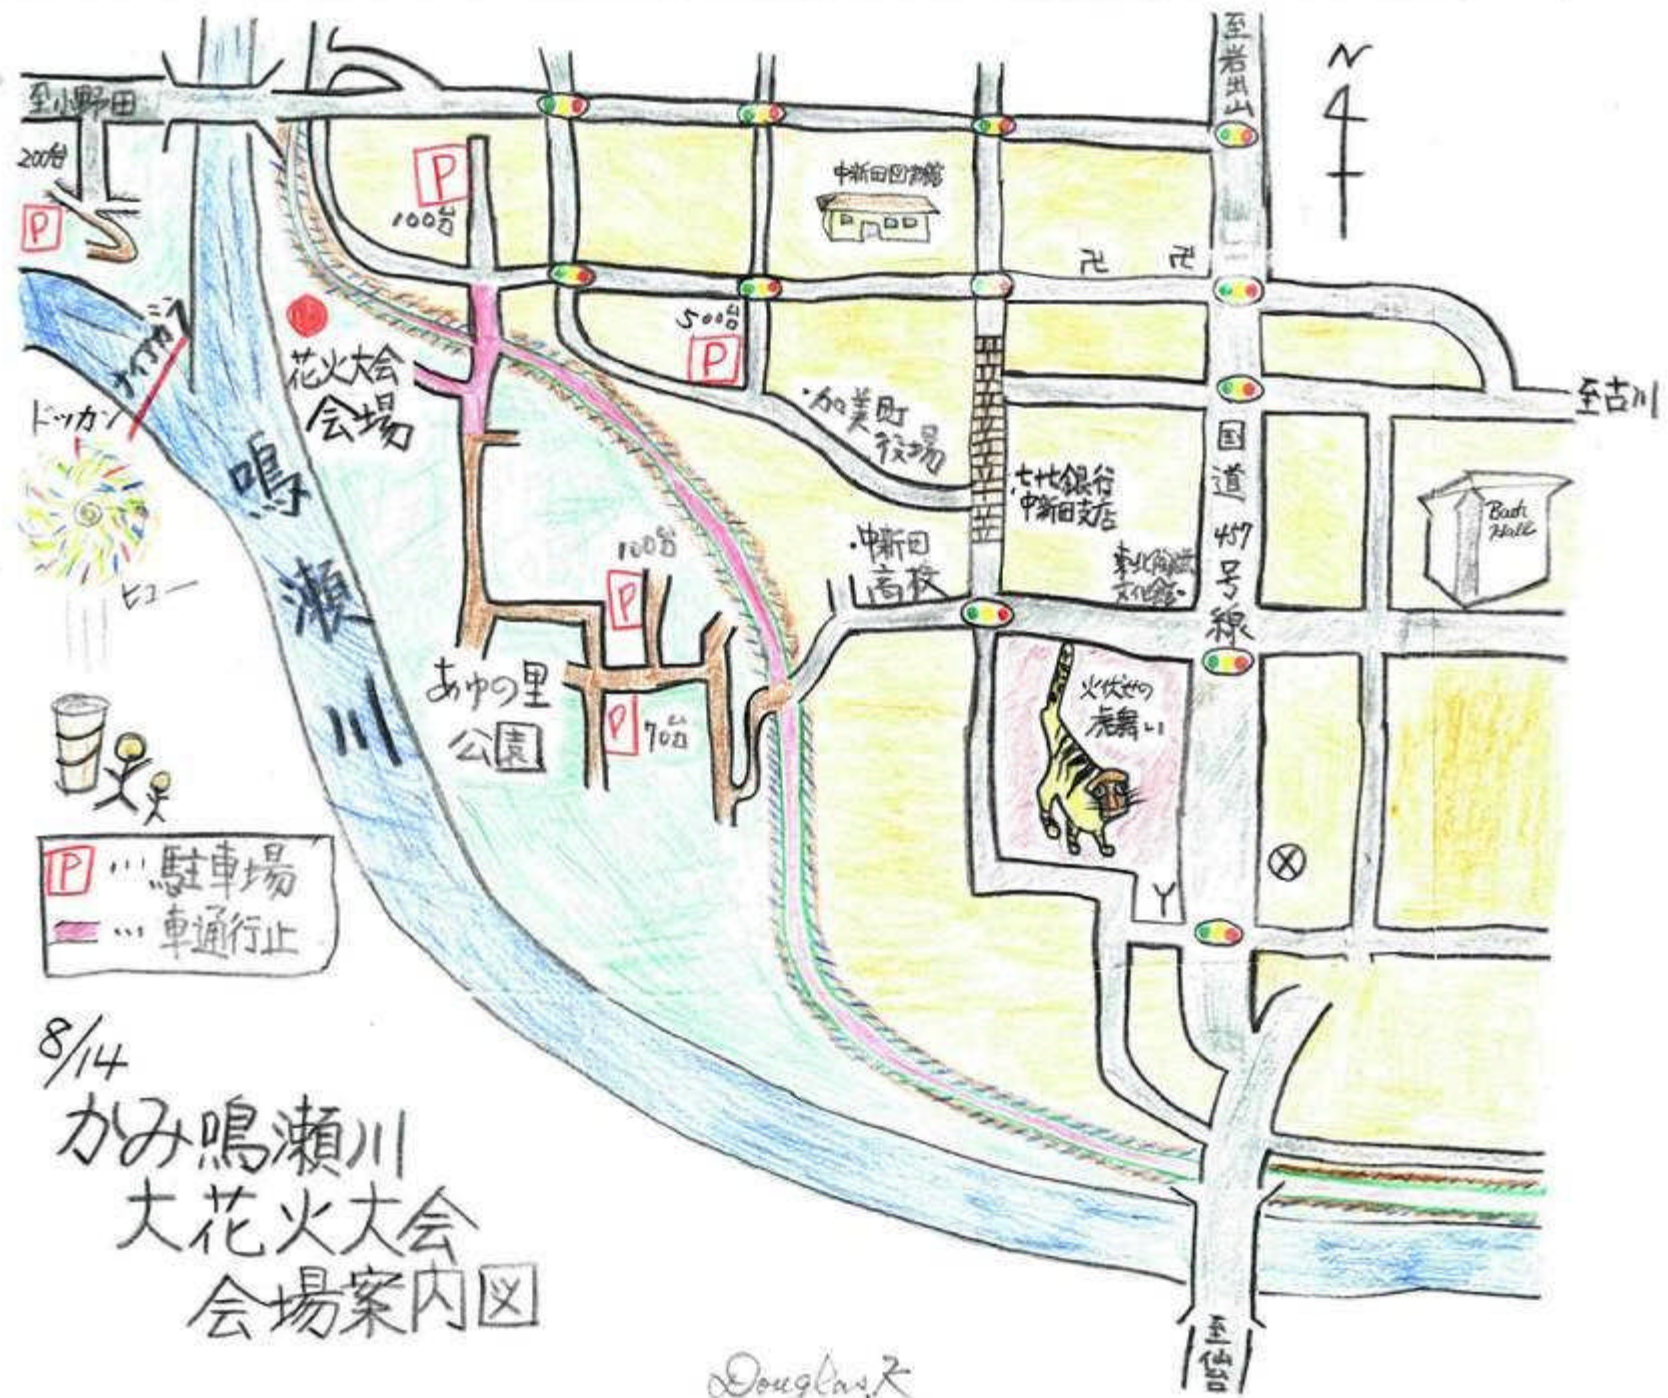 至岩出山
N
至小野田
200台
P
P
100台
中新田図書館
卍
卍
500台
P
ナイアガラ
ドッカン
花火大会
会場
・加美町
役場
至古川
国道457号線
七十七銀行
中新田支店
Bach
Hall
・中新田
高校
東北陶磁
文化館・
鳴瀬川
ヒュー
100台
P
あゆの里
公園
P
70台
火伏せの
虎舞い
P…駐車場
…車通行止
8/14
かみ鳴瀬川
大花火大会
会場案内図
至仙台
Douglas.K